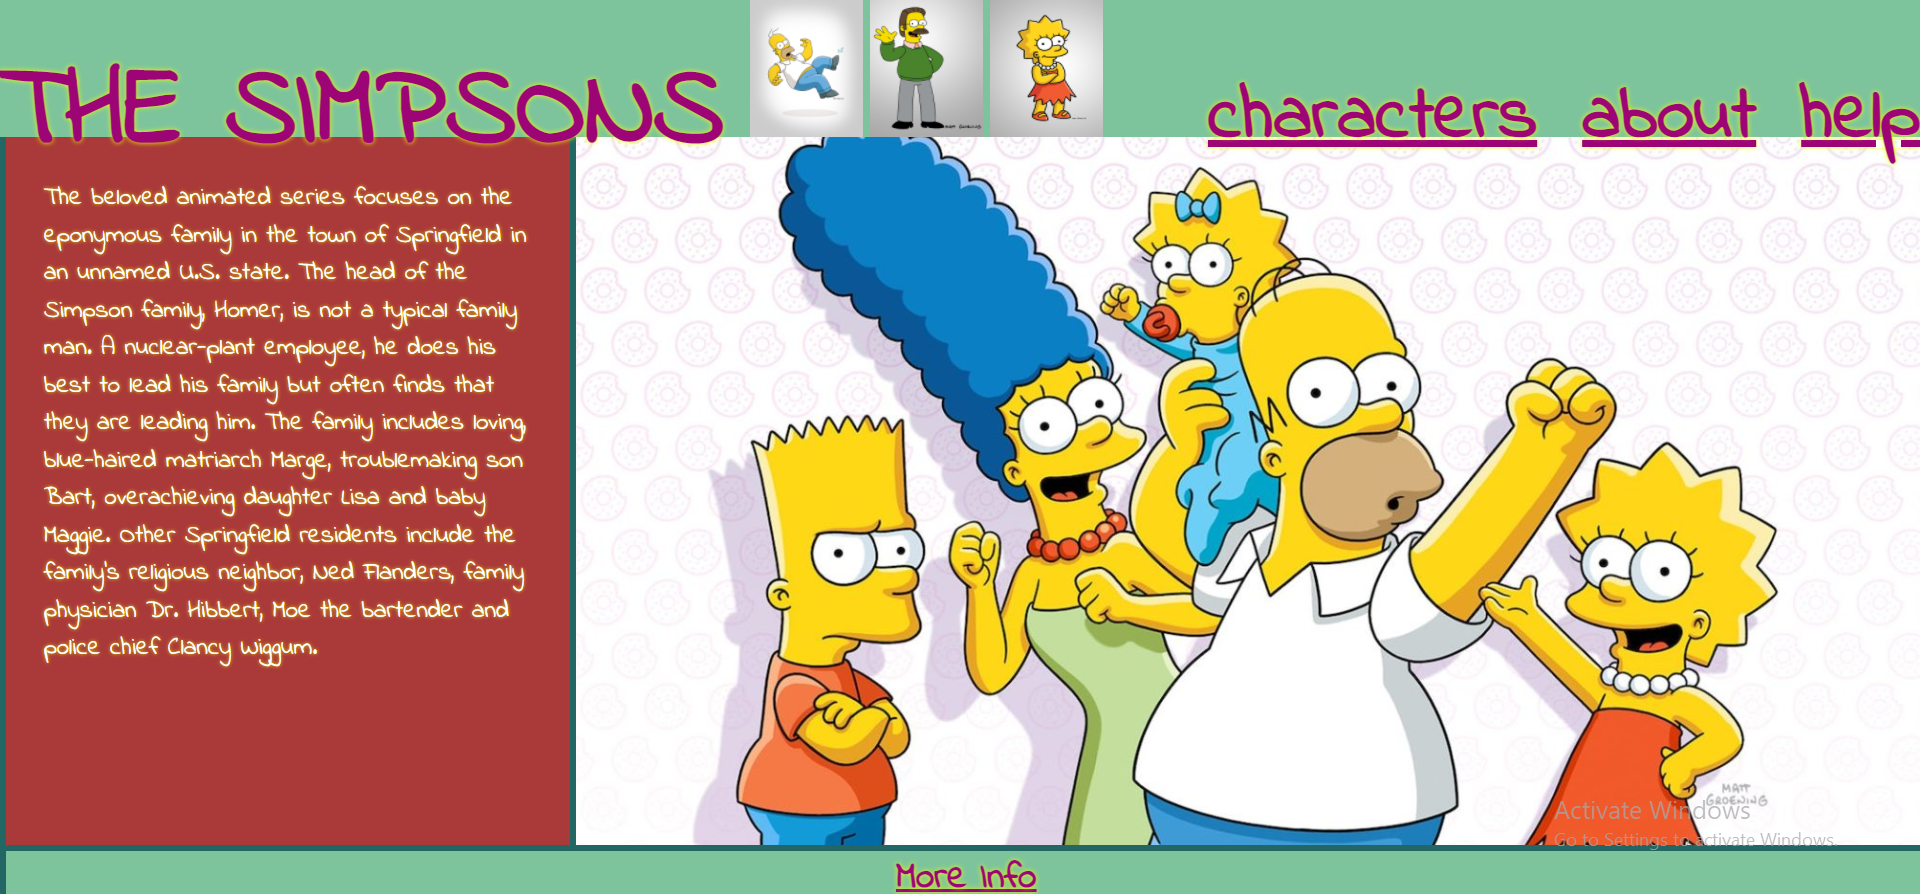 THE SIMPSONS
characters about help
The beloved animated series focuses on the
eponymous family in the town of Springfield in
an unnamed U.S. state. The head of the
Simpson family, Homer, is not a typical family
man. A nuclear-plant employee, he does his
best to lead his family but often finds that
they are leading him. The family includes loving,
blue-haired matriarch Marge, troublemaking son
Bart, overachieving daughter Lisa and baby
Maggie. Other Springfield residents include the
family's religious neighbor, Ned Flanders, family
physician Dr. Hibbert, Moe the bartender and
police chief Clancy Wiggum.
MATT GROENING
MATT
GROENING
Activate Windows
Go to Settings to activate Windows.
More Info